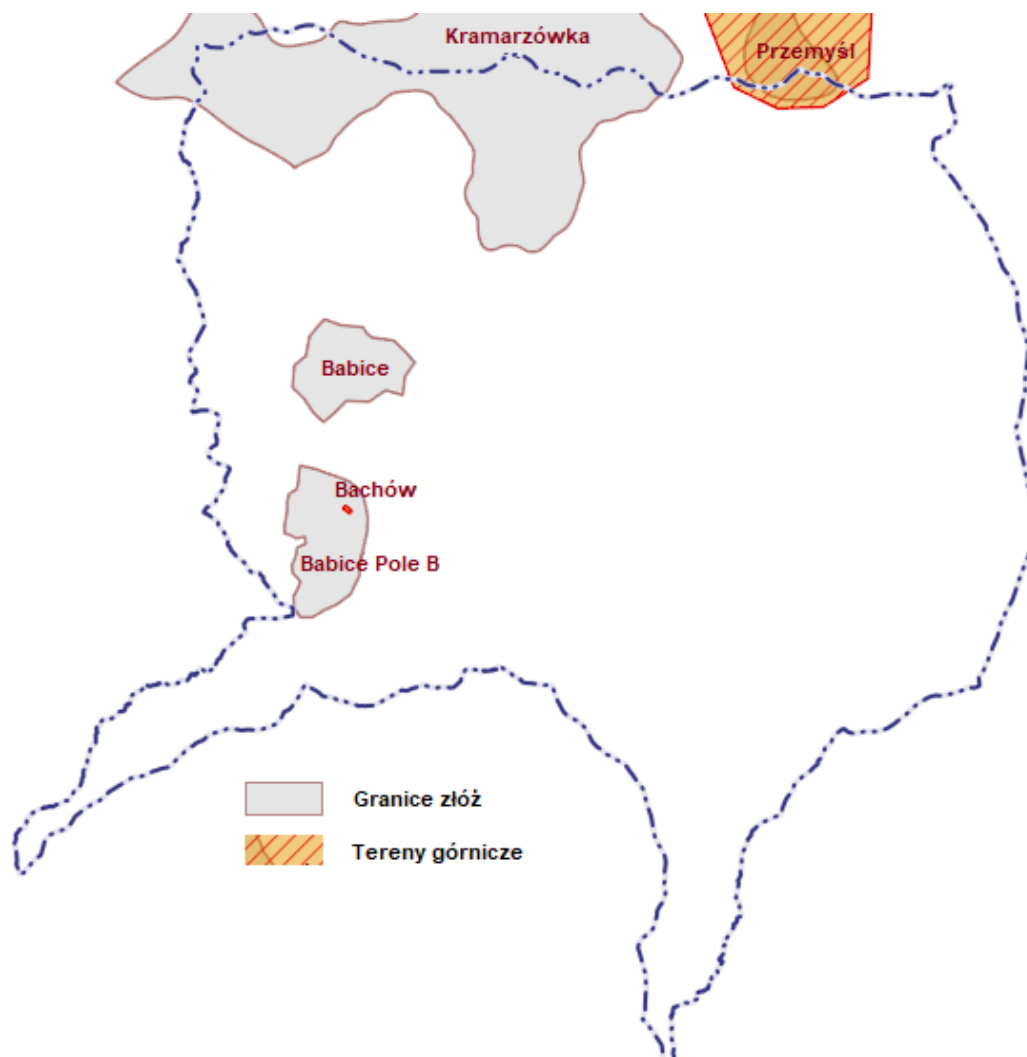 Kramarzówka
Przemyśl
Babice
Bachów
Babice Pole B
Granice złóż
Tereny górnicze